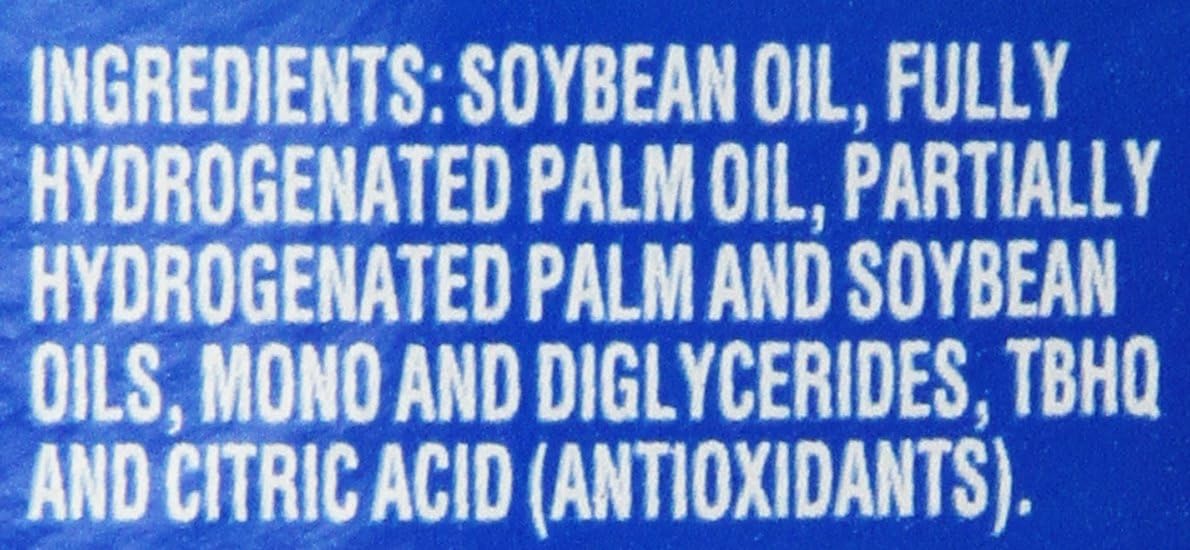 INGREDIENTS: SOYBEAN OIL, FULLY
HYDROGENATED PALM OIL, PARTIALLY
HYDROGENATED PALM AND SOYBEAN
OILS, MONO AND DIGLYCERIDES, TBHQ
AND CITRIC ACID (ANTIOXIDANTS).